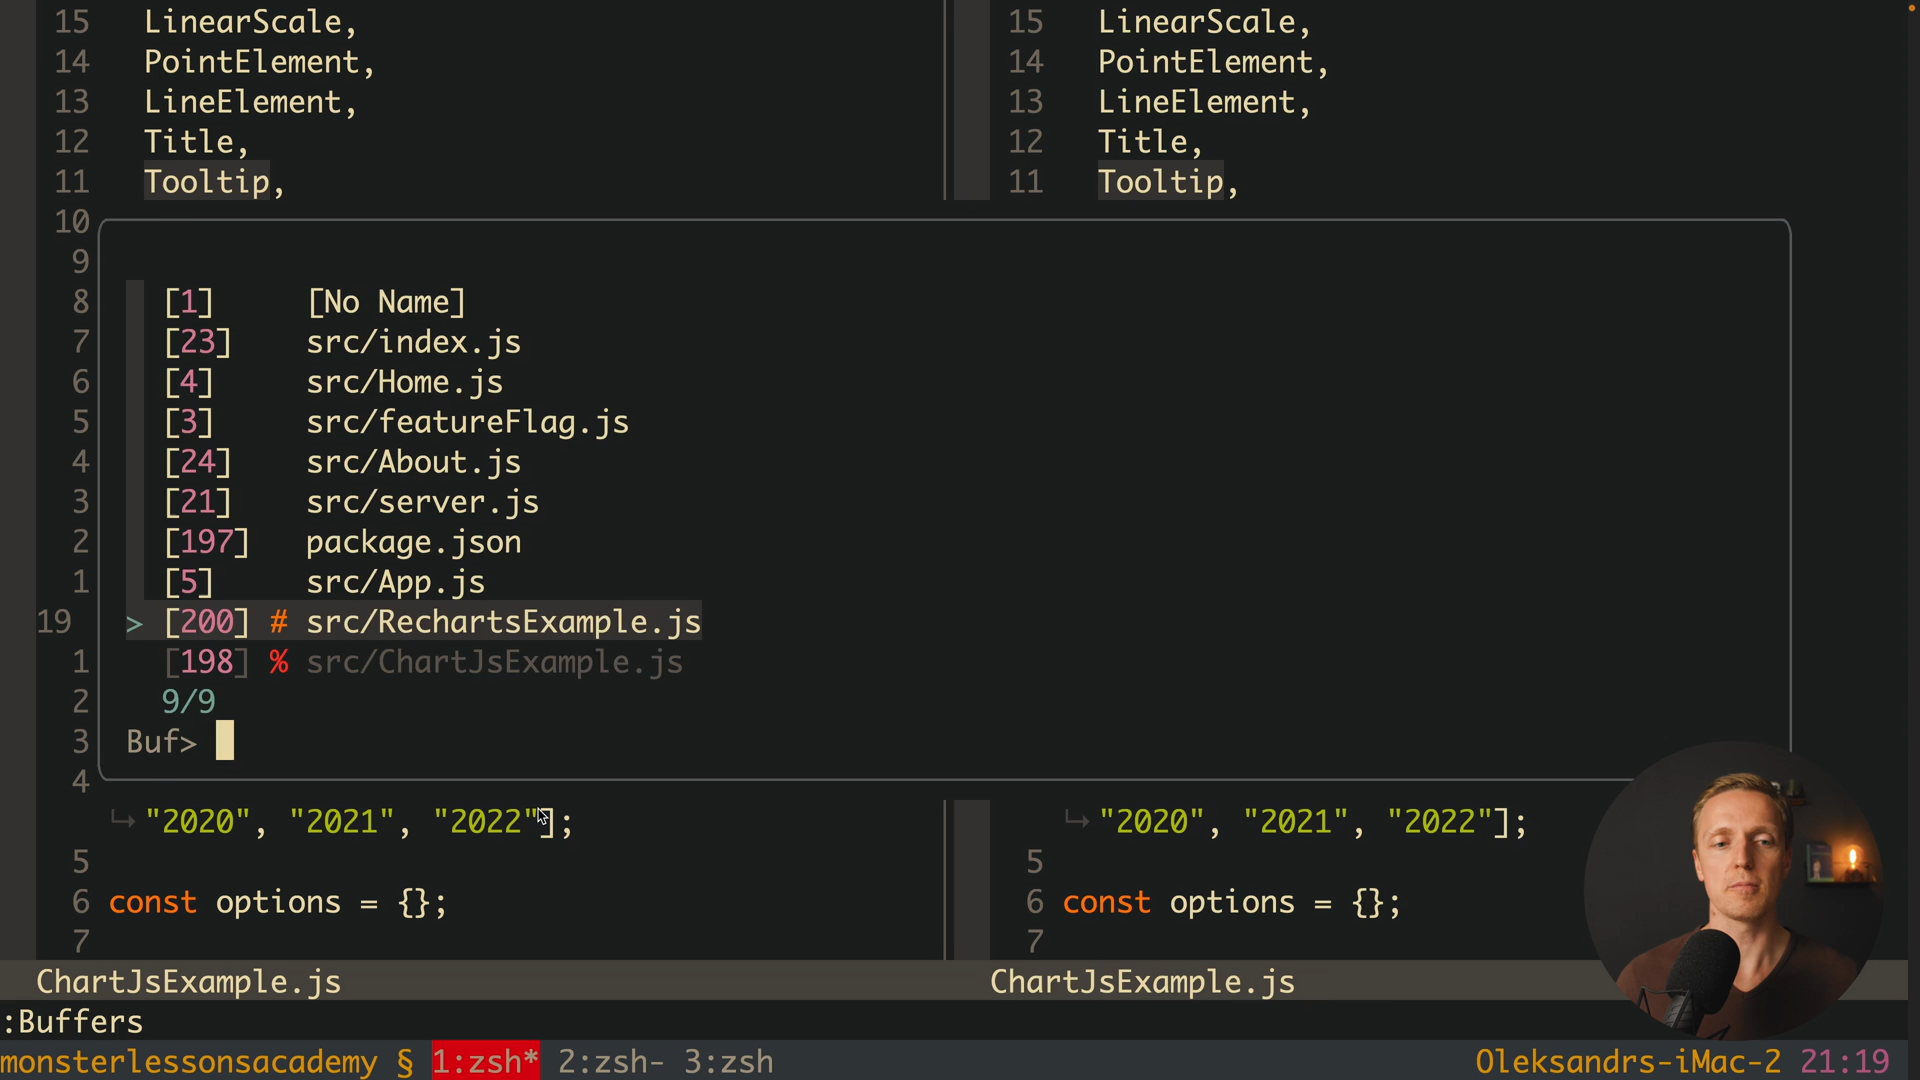 15 LinearScale, 15 LinearScale,
14 PointElement, 14 PointElement,
13 LineElement, 13 LineElement,
12 Title, 12 Title,
11 Tooltip, 11 Tooltip,
10
9
8 [1] [No Name]
7 [23] src/index.js
6 [4] src/Home.js
5 [3] src/featureFlag.js
4 [24] src/About.js
3 [21] src/server.js
2 [197] package.json
1 [5] src/App.js
19 > [200] # src/RechartsExample.js
1 [198] % src/ChartJsExample.js
2 9/9
3 Buf>
4
↳ "2020", "2021", "2022"]; ↳ "2020", "2021", "2022"];
5 5
6 const options = {}; 6 const options = {};
7 7
ChartJsExample.js ChartJsExample.js
:Buffers
monsterlessonsacademy § 1:zsh* 2:zsh- 3:zsh Oleksandrs-iMac-2 21:19